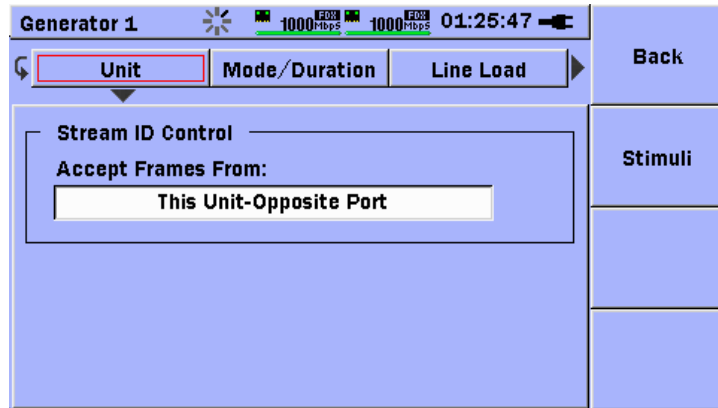 Generator 1 1000 FDX Mbps 1000 FDX Mbps 01:25:47
Back
Unit Mode/Duration Line Load
Stream ID Control
Stimuli
Accept Frames From:
This Unit-Opposite Port